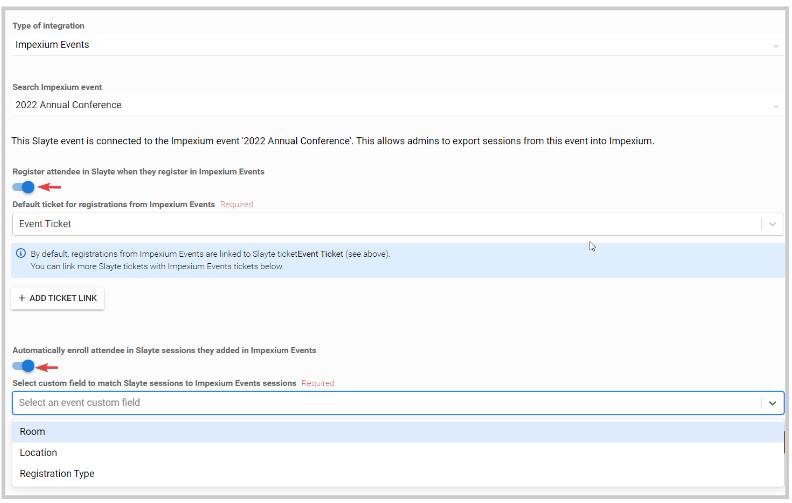 Type of integration
Impexium Events
Search Impexium event
2022 Annual Conference
This Slayte event is connected to the Impexium event '2022 Annual Conference'. This allows admins to export sessions from this event into Impexium.
Register attendee in Slayte when they register in Impexium Events
Default ticket for registrations from Impexium Events Required
Event Ticket
By default, registrations from Impexium Events are linked to Slayte ticketEvent Ticket (see above).
You can link more Slayte tickets with Impexium Events tickets below.
+ ADD TICKET LINK
Automatically enroll attendee in Slayte sessions they added in Impexium Events
Select custom field to match Slayte sessions to Impexium Events sessions Required
Select an event custom field
Room
Location
Registration Type